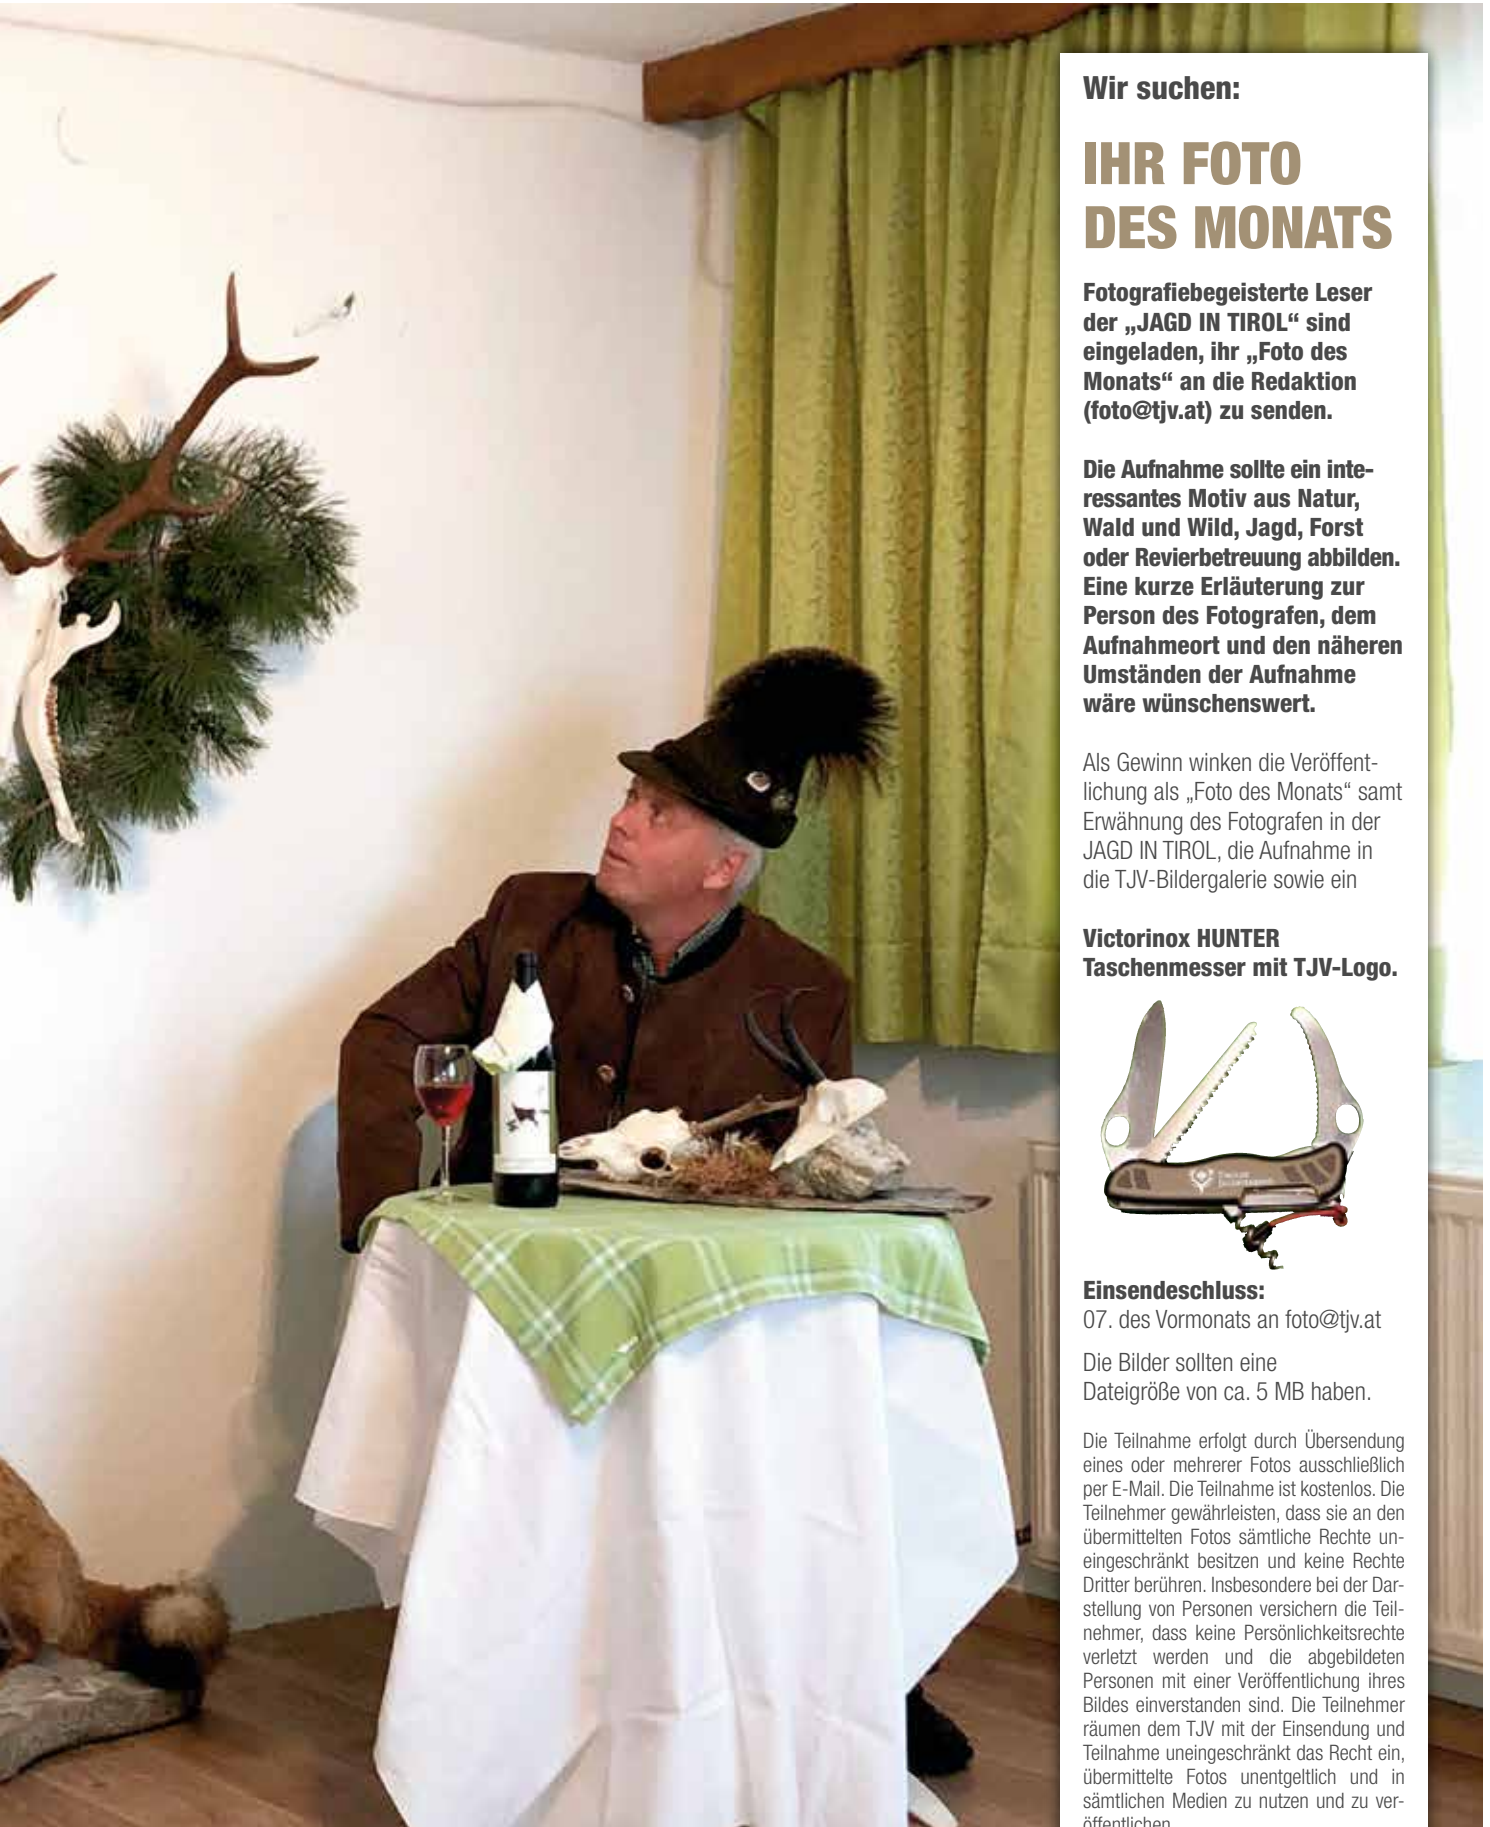 Wir suchen:
IHR FOTO
DES MONATS
Fotografiebegeisterte Leser
der „JAGD IN TIROL“ sind
eingeladen, ihr „Foto des
Monats“ an die Redaktion
(foto@tjv.at) zu senden.
Die Aufnahme sollte ein inte-
ressantes Motiv aus Natur,
Wald und Wild, Jagd, Forst
oder Revierbetreuung abbilden.
Eine kurze Erläuterung zur
Person des Fotografen, dem
Aufnahmeort und den näheren
Umständen der Aufnahme
wäre wünschenswert.
Als Gewinn winken die Veröffent-
lichung als „Foto des Monats“ samt
Erwähnung des Fotografen in der
JAGD IN TIROL, die Aufnahme in
die TJV-Bildergalerie sowie ein
Victorinox HUNTER
Taschenmesser mit TJV-Logo.
Einsendeschluss:
07. des Vormonats an foto@tjv.at
Die Bilder sollten eine
Dateigröße von ca. 5 MB haben.
Die Teilnahme erfolgt durch Übersendung
eines oder mehrerer Fotos ausschließlich
per E-Mail. Die Teilnahme ist kostenlos. Die
Teilnehmer gewährleisten, dass sie an den
übermittelten Fotos sämtliche Rechte un-
eingeschränkt besitzen und keine Rechte
Dritter berühren. Insbesondere bei der Dar-
stellung von Personen versichern die Teil-
nehmer, dass keine Persönlichkeitsrechte
verletzt werden und die abgebildeten
Personen mit einer Veröffentlichung ihres
Bildes einverstanden sind. Die Teilnehmer
räumen dem TJV mit der Einsendung und
Teilnahme uneingeschränkt das Recht ein,
übermittelte Fotos unentgeltlich und in
sämtlichen Medien zu nutzen und zu ver-
öffentlichen